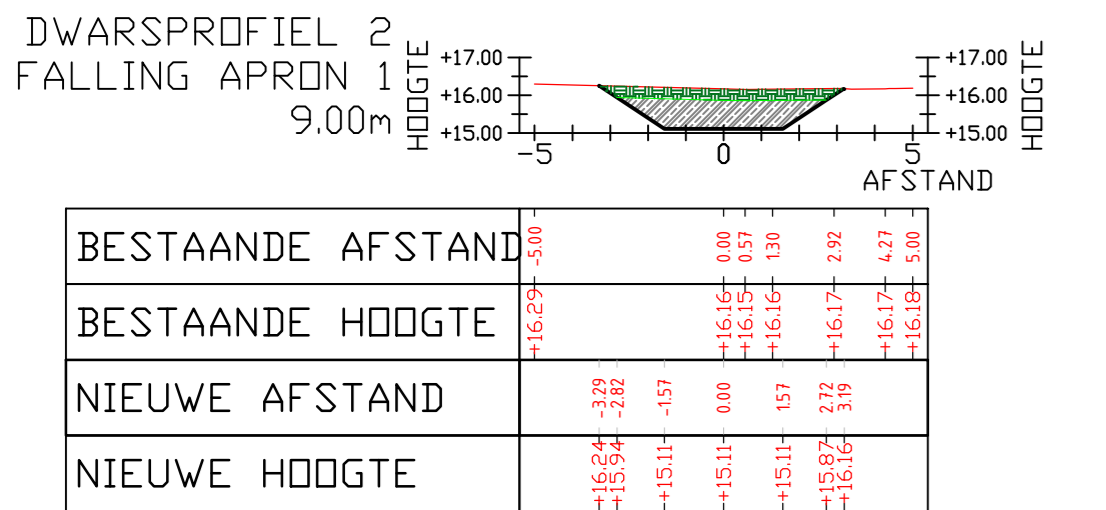 DWARSPROFIEL 2
FALLING APRON 1
9.00m
HOOGTE
+17.00
+16.00
+15.00
-5
0
5
+17.00
+16.00
+15.00
HOOGTE
AFSTAND
BESTAANDE AFSTAND -5.00 0.00 0.57 1.30 2.92 4.27 5.00
BESTAANDE HOOGTE +16.29 +16.16 +16.15 +16.16 +16.17 +16.17 +16.18
NIEUWE AFSTAND -3.29 -2.82 -1.57 0.00 1.57 2.72 3.19
NIEUWE HOOGTE +16.24 +15.94 +15.11 +15.11 +15.11 +15.87 +16.16